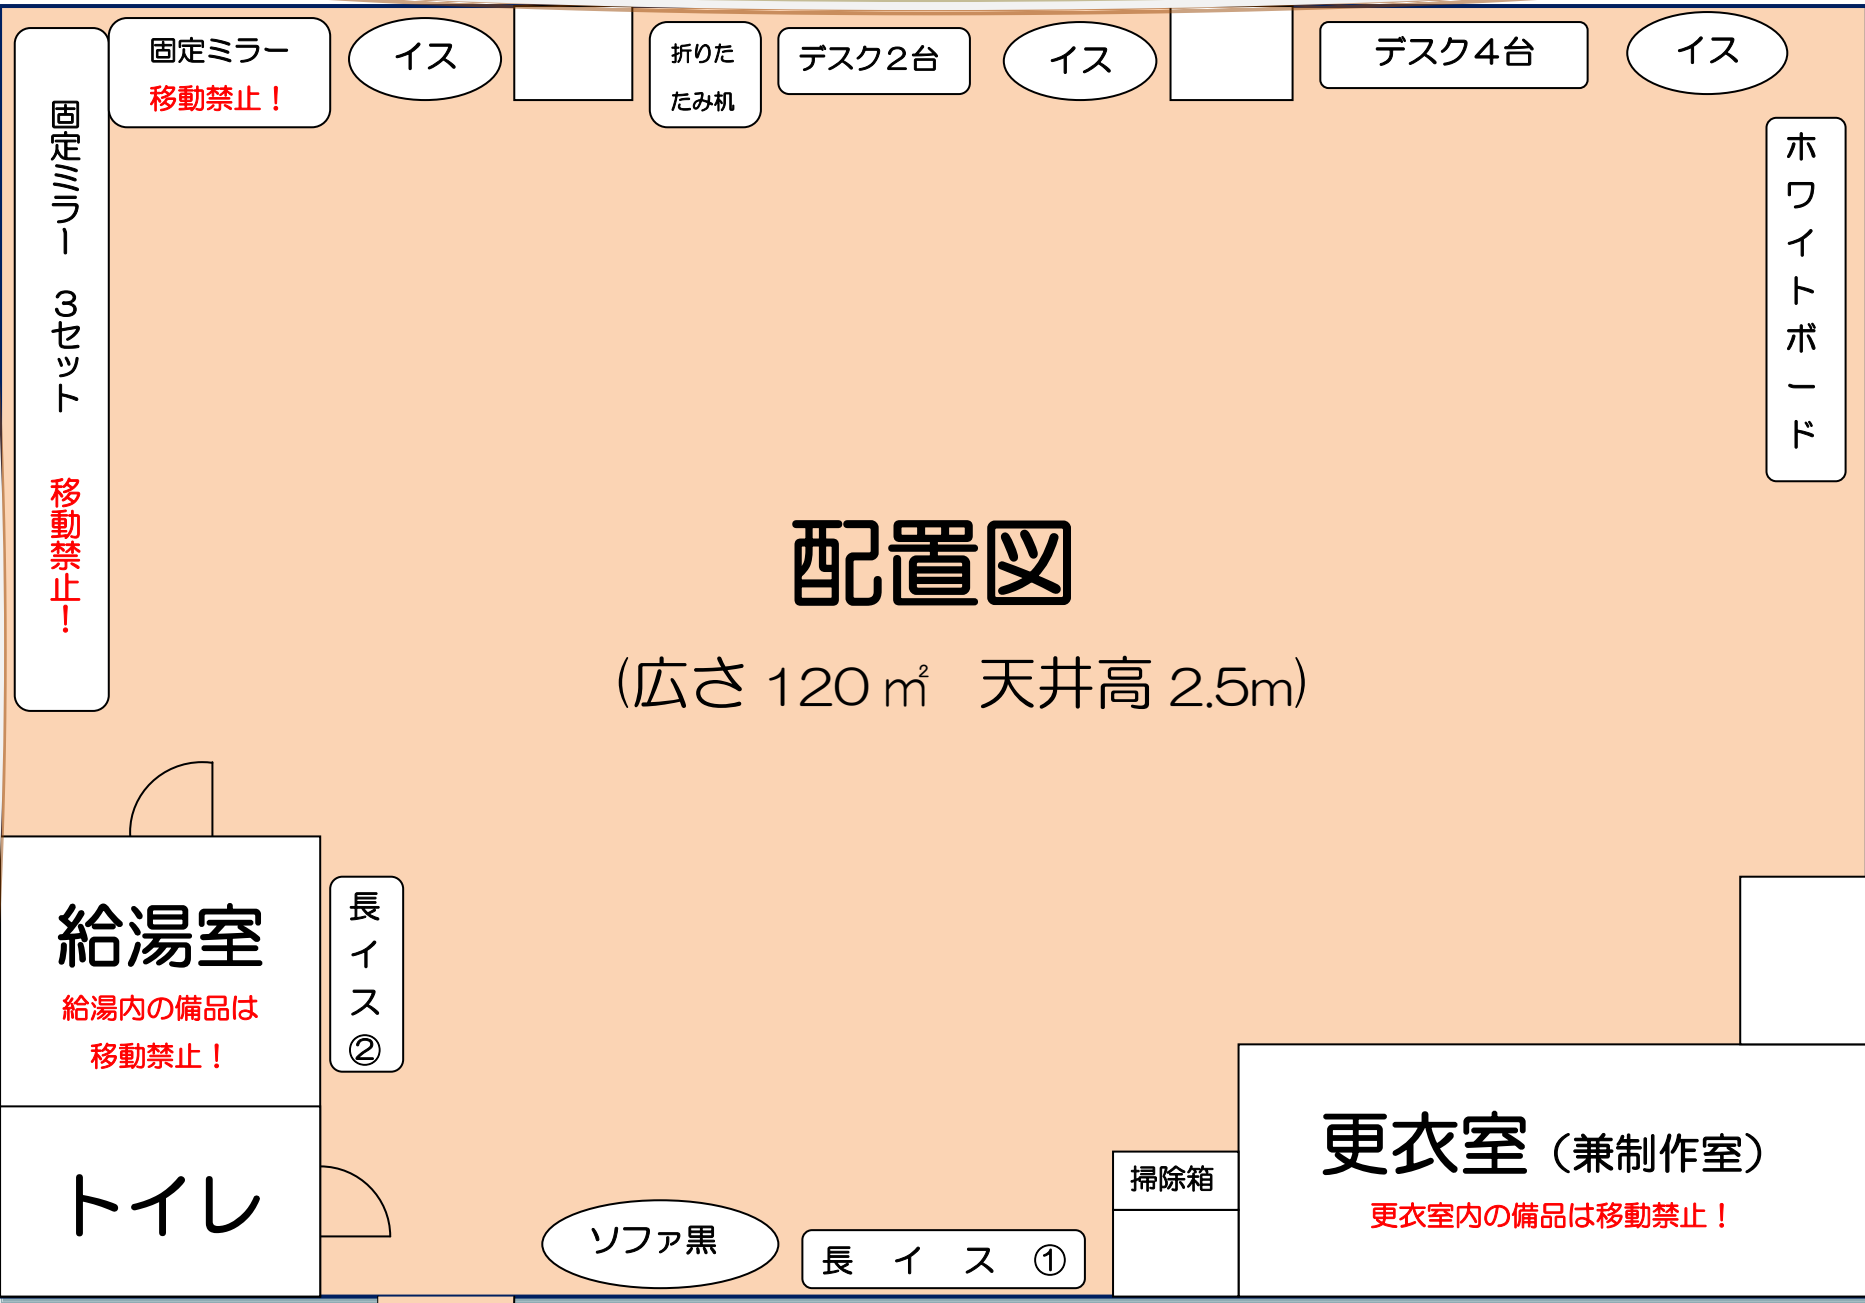 固定ミラー
移動禁止！
イス
折りた
たみ机
デスク２台
イス
デスク４台
イス
固定ミラー　３セット　　移動禁止！
ホワイトボード
配置図
(広さ 120 ㎡　天井高 2.5m)
給湯室
給湯内の備品は
移動禁止！
長イス②
トイレ
ソファ黒
長　イ　ス　①
掃除箱
更衣室（兼制作室）
更衣室内の備品は移動禁止！